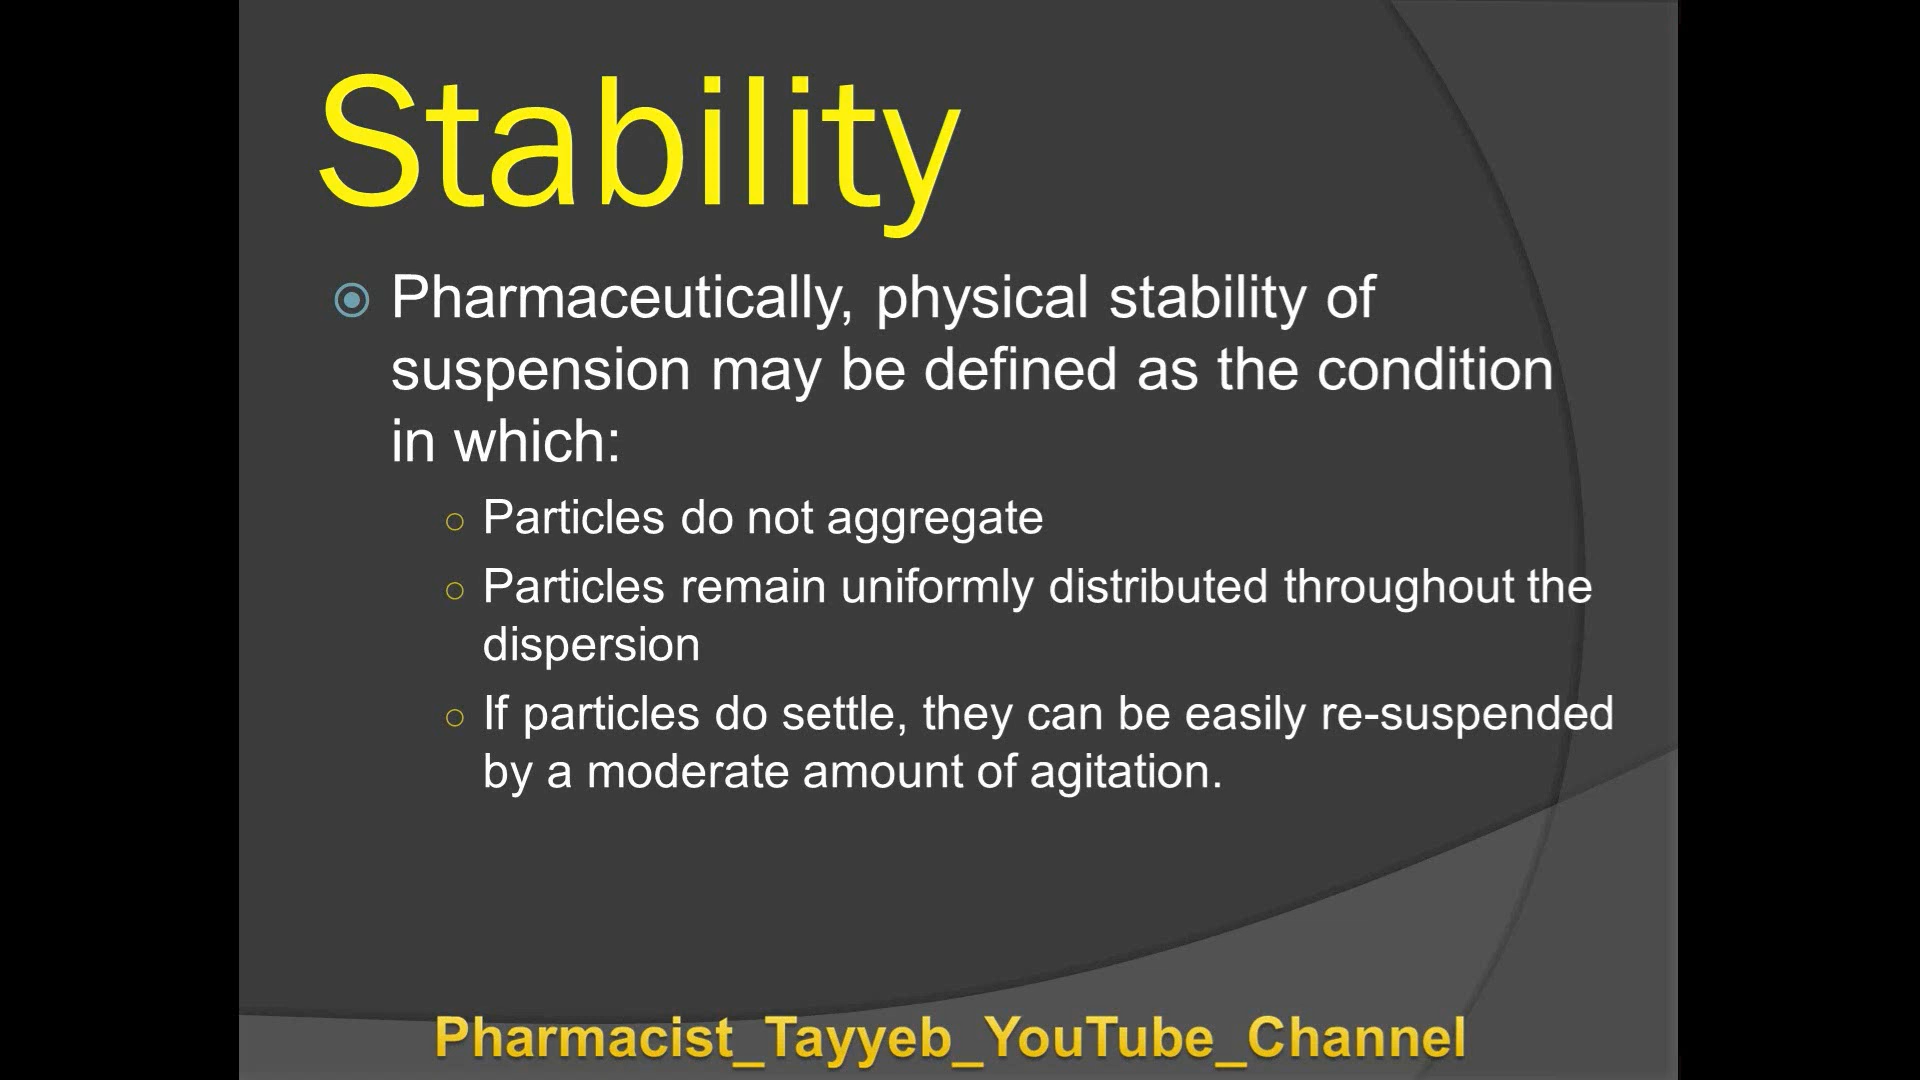 Stability
Pharmaceutically, physical stability of
suspension may be defined as the condition
in which:
Particles do not aggregate
Particles remain uniformly distributed throughout the
dispersion
If particles do settle, they can be easily re-suspended
by a moderate amount of agitation.
Pharmacist_Tayyeb_YouTube_Channel